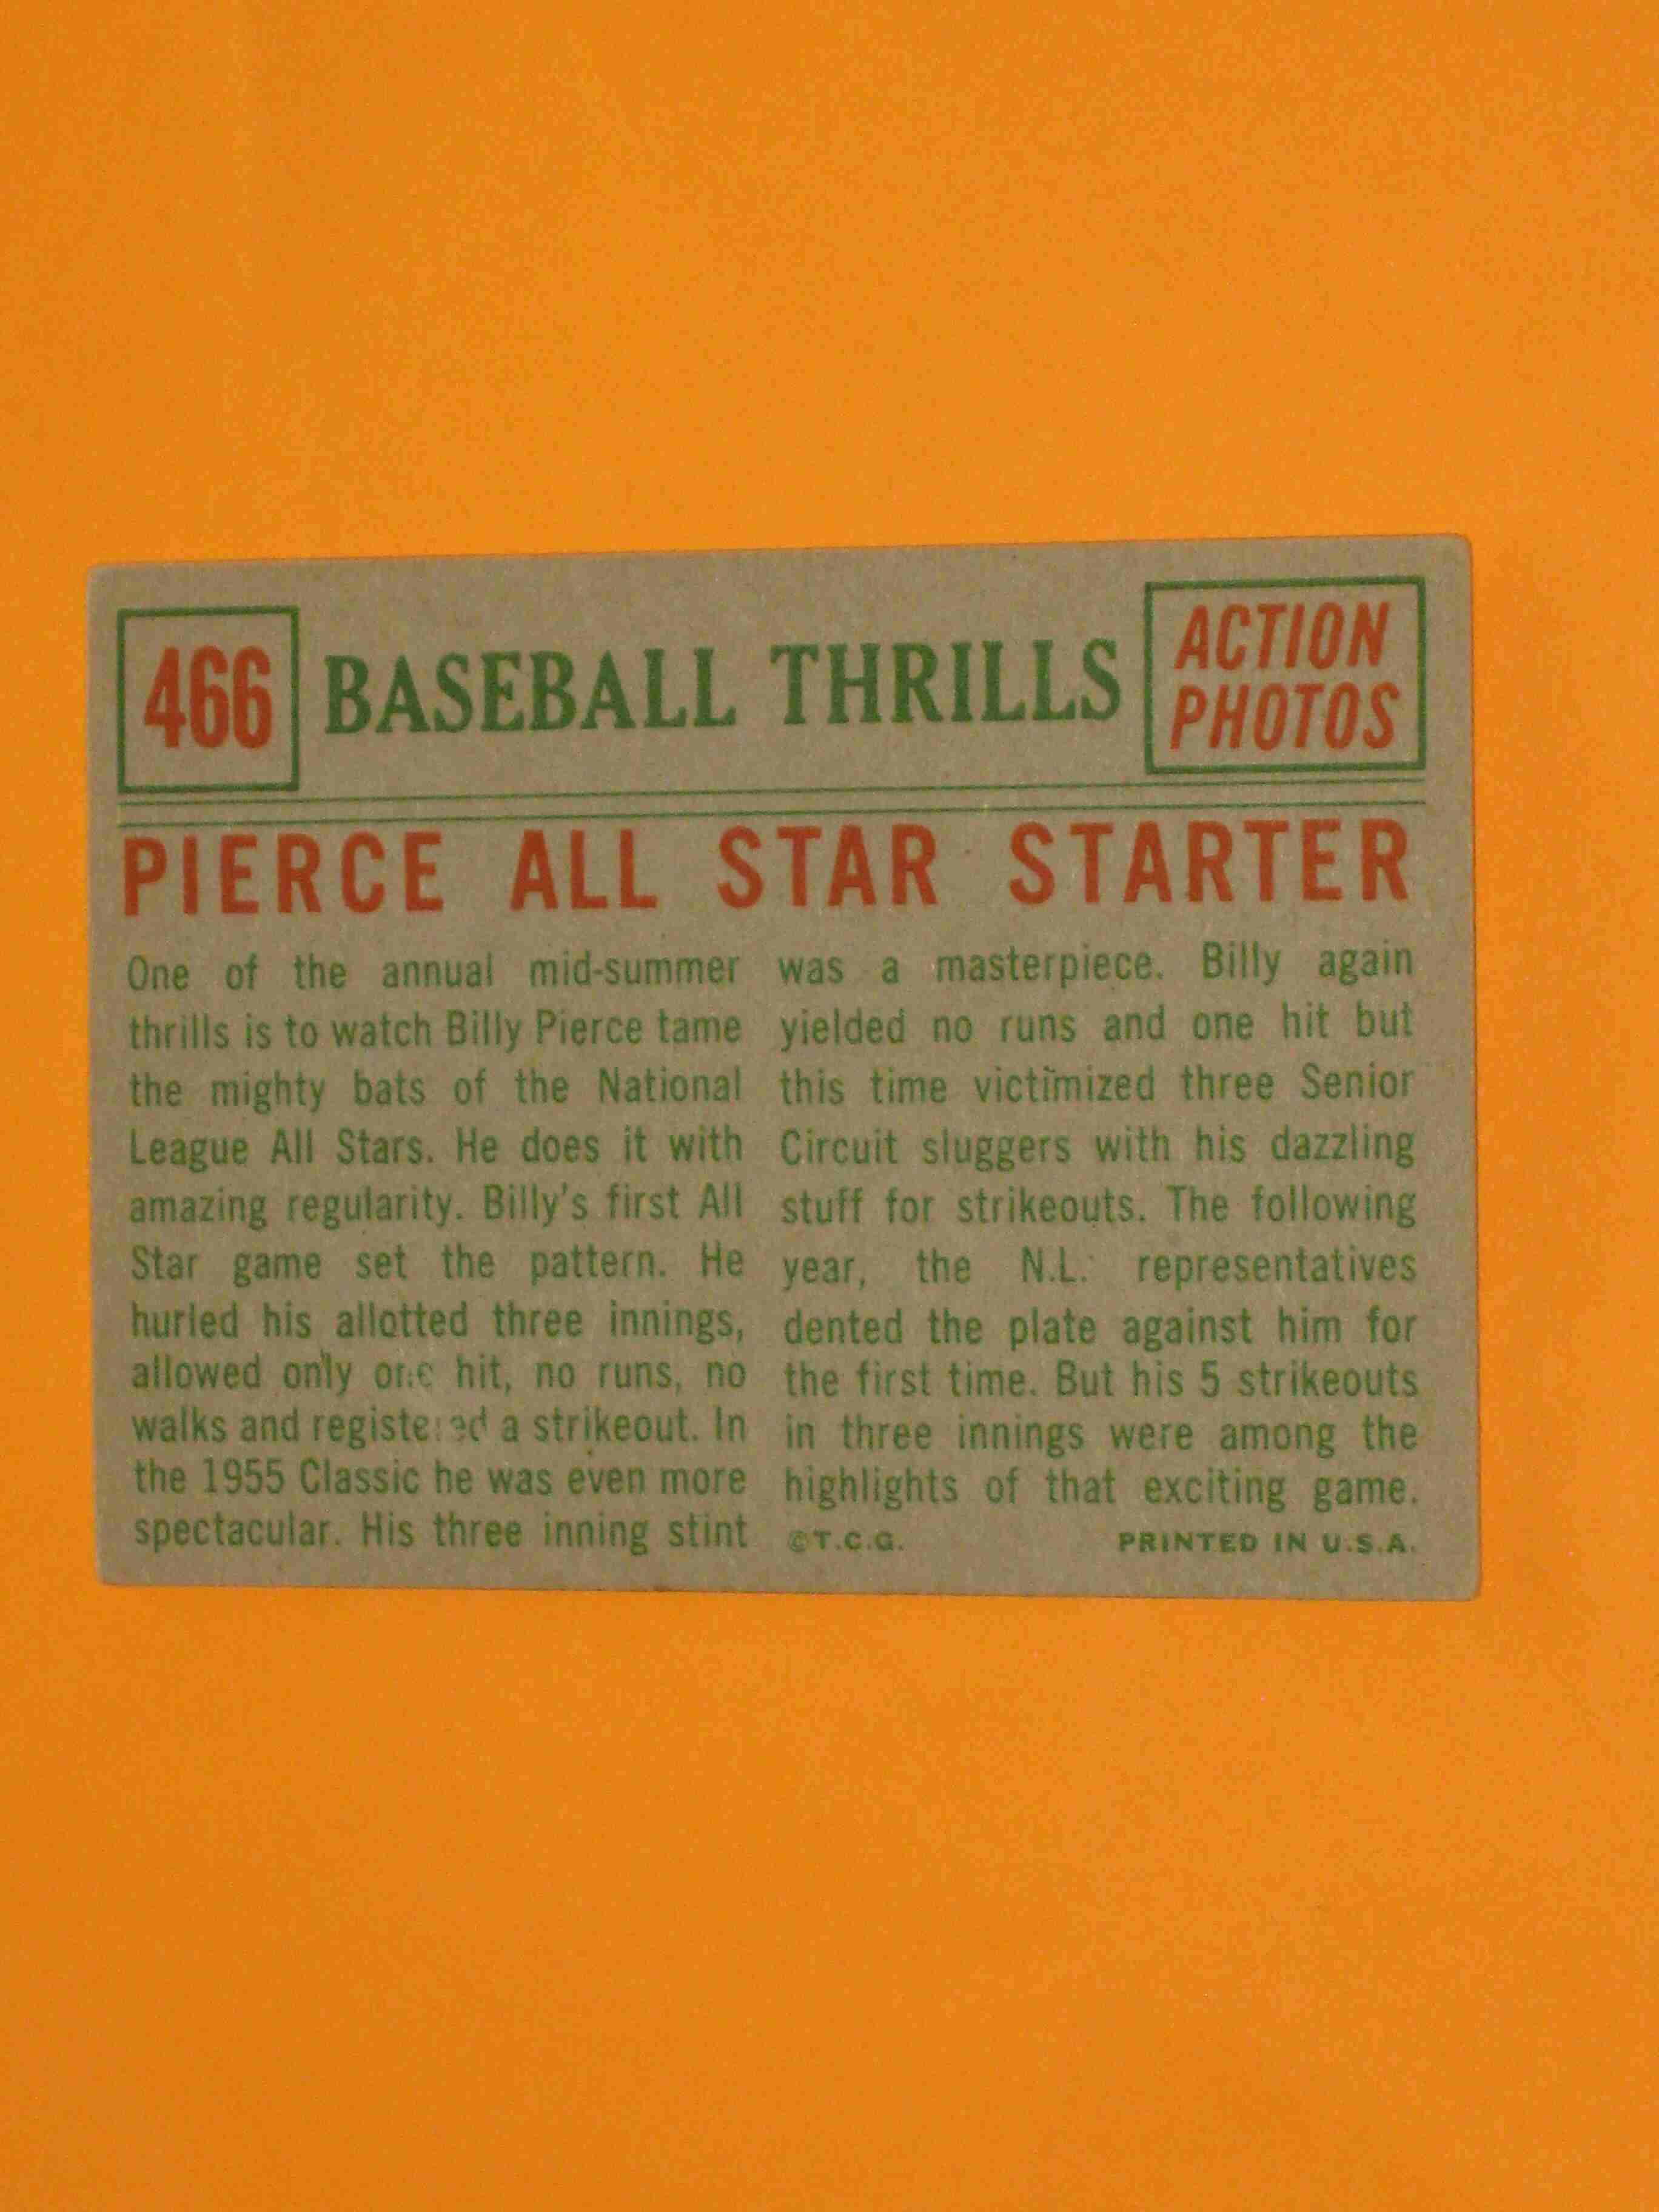 466 BASEBALL THRILLS ACTION PHOTOS
PIERCE ALL STAR STARTER
One of the annual mid-summer
thrills is to watch Billy Pierce tame
the mighty bats of the National
League All Stars. He does it with
amazing regularity. Billy's first All
Star game set the pattern. He
hurled his allotted three innings,
allowed only one hit, no runs, no
walks and registered a strikeout. In
the 1955 Classic he was even more
spectacular. His three inning stint
was a masterpiece. Billy again
yielded no runs and one hit but
this time victimized three Senior
Circuit sluggers with his dazzling
stuff for strikeouts. The following
year, the N.L. representatives
dented the plate against him for
the first time. But his 5 strikeouts
in three innings were among the
highlights of that exciting game.
©T.C.G. PRINTED IN U.S.A.